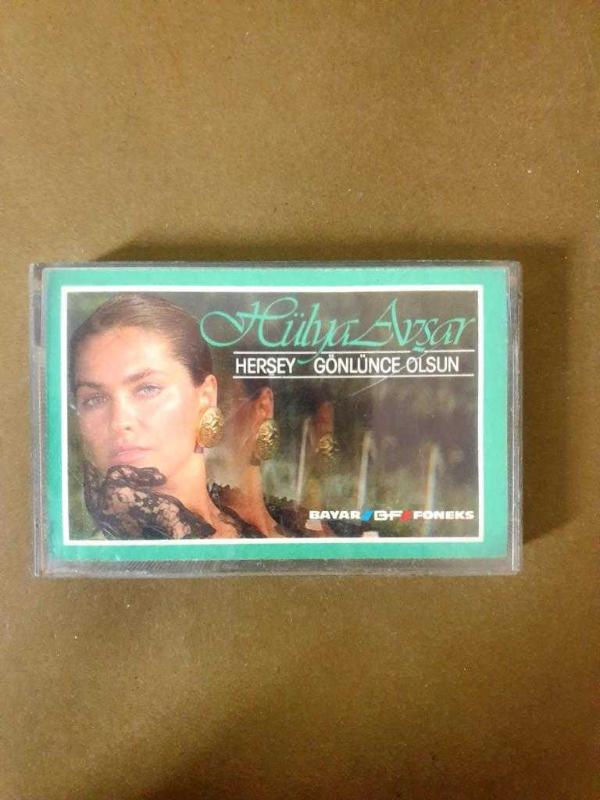 Hülya Avşar
HERŞEY GÖNLÜNCE OLSUN
BAYAR GF FONEKS